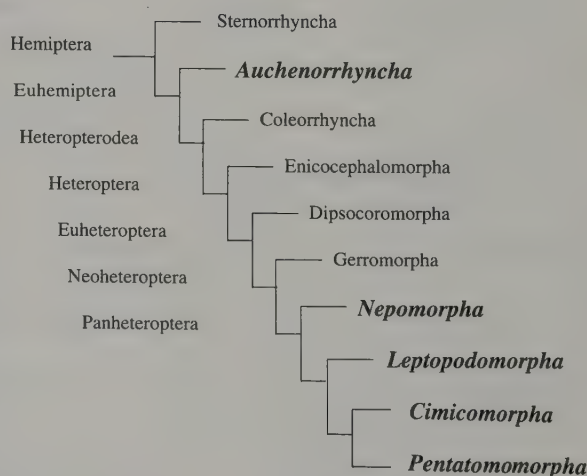 Sternorrhyncha
Hemiptera
Auchenorrhyncha
Euhemiptera
Coleorrhyncha
Heteropterodea
Enicocephalomorpha
Heteroptera
Dipsocoromorpha
Euheteroptera
Gerromorpha
Neoheteroptera
Nepomorpha
Panheteroptera
Leptopodomorpha
Cimicomorpha
Pentatomomorpha